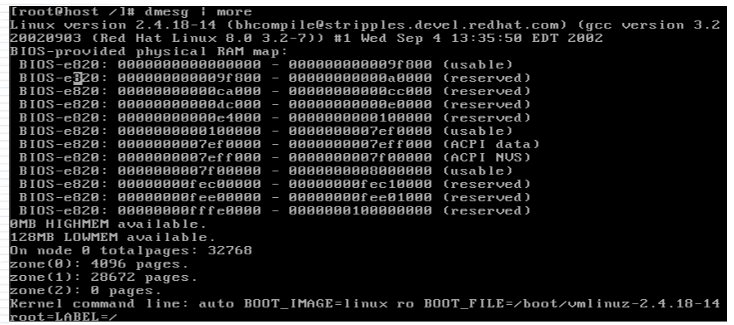 [root@host /]# dmesg | more
Linux version 2.4.18-14 (bhcompile@stripples.devel.redhat.com) (gcc version 3.2
20020903 (Red Hat Linux 8.0 3.2-7)) #1 Wed Sep 4 13:35:50 EDT 2002
BIOS-provided physical RAM map:
BIOS-e820: 0000000000000000 - 000000000009f800 (usable)
BIOS-e820: 000000000009f800 - 00000000000a0000 (reserved)
BIOS-e820: 00000000000ca000 - 00000000000cc000 (reserved)
BIOS-e820: 00000000000dc000 - 00000000000e0000 (reserved)
BIOS-e820: 00000000000e4000 - 0000000000100000 (reserved)
BIOS-e820: 0000000000100000 - 0000000007ef0000 (usable)
BIOS-e820: 0000000007ef0000 - 0000000007eff000 (ACPI data)
BIOS-e820: 0000000007eff000 - 0000000007f00000 (ACPI NVS)
BIOS-e820: 0000000007f00000 - 0000000008000000 (usable)
BIOS-e820: 00000000fec00000 - 00000000fec10000 (reserved)
BIOS-e820: 00000000fee00000 - 00000000fee01000 (reserved)
BIOS-e820: 00000000fffe0000 - 0000000100000000 (reserved)
0MB HIGHMEM available.
128MB LOWMEM available.
On node 0 totalpages: 32768
zone(0): 4096 pages.
zone(1): 28672 pages.
zone(2): 0 pages.
Kernel command line: auto BOOT_IMAGE=linux ro BOOT_FILE=/boot/vmlinuz-2.4.18-14
root=LABEL=/